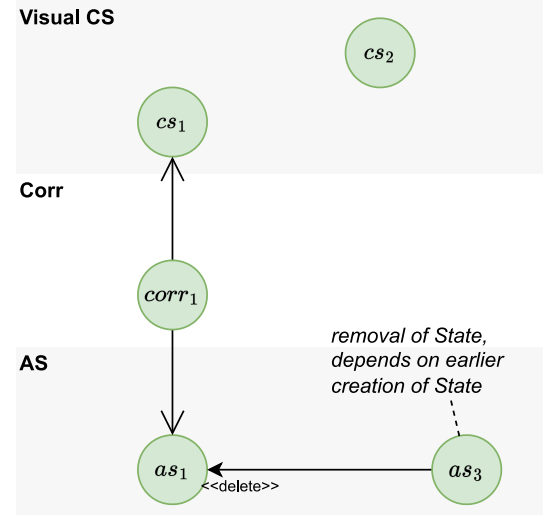 Visual CS
cs₂
cs₁
Corr
corr₁
removal of State,
depends on earlier
creation of State
AS
as₁
<<delete>>
as₃